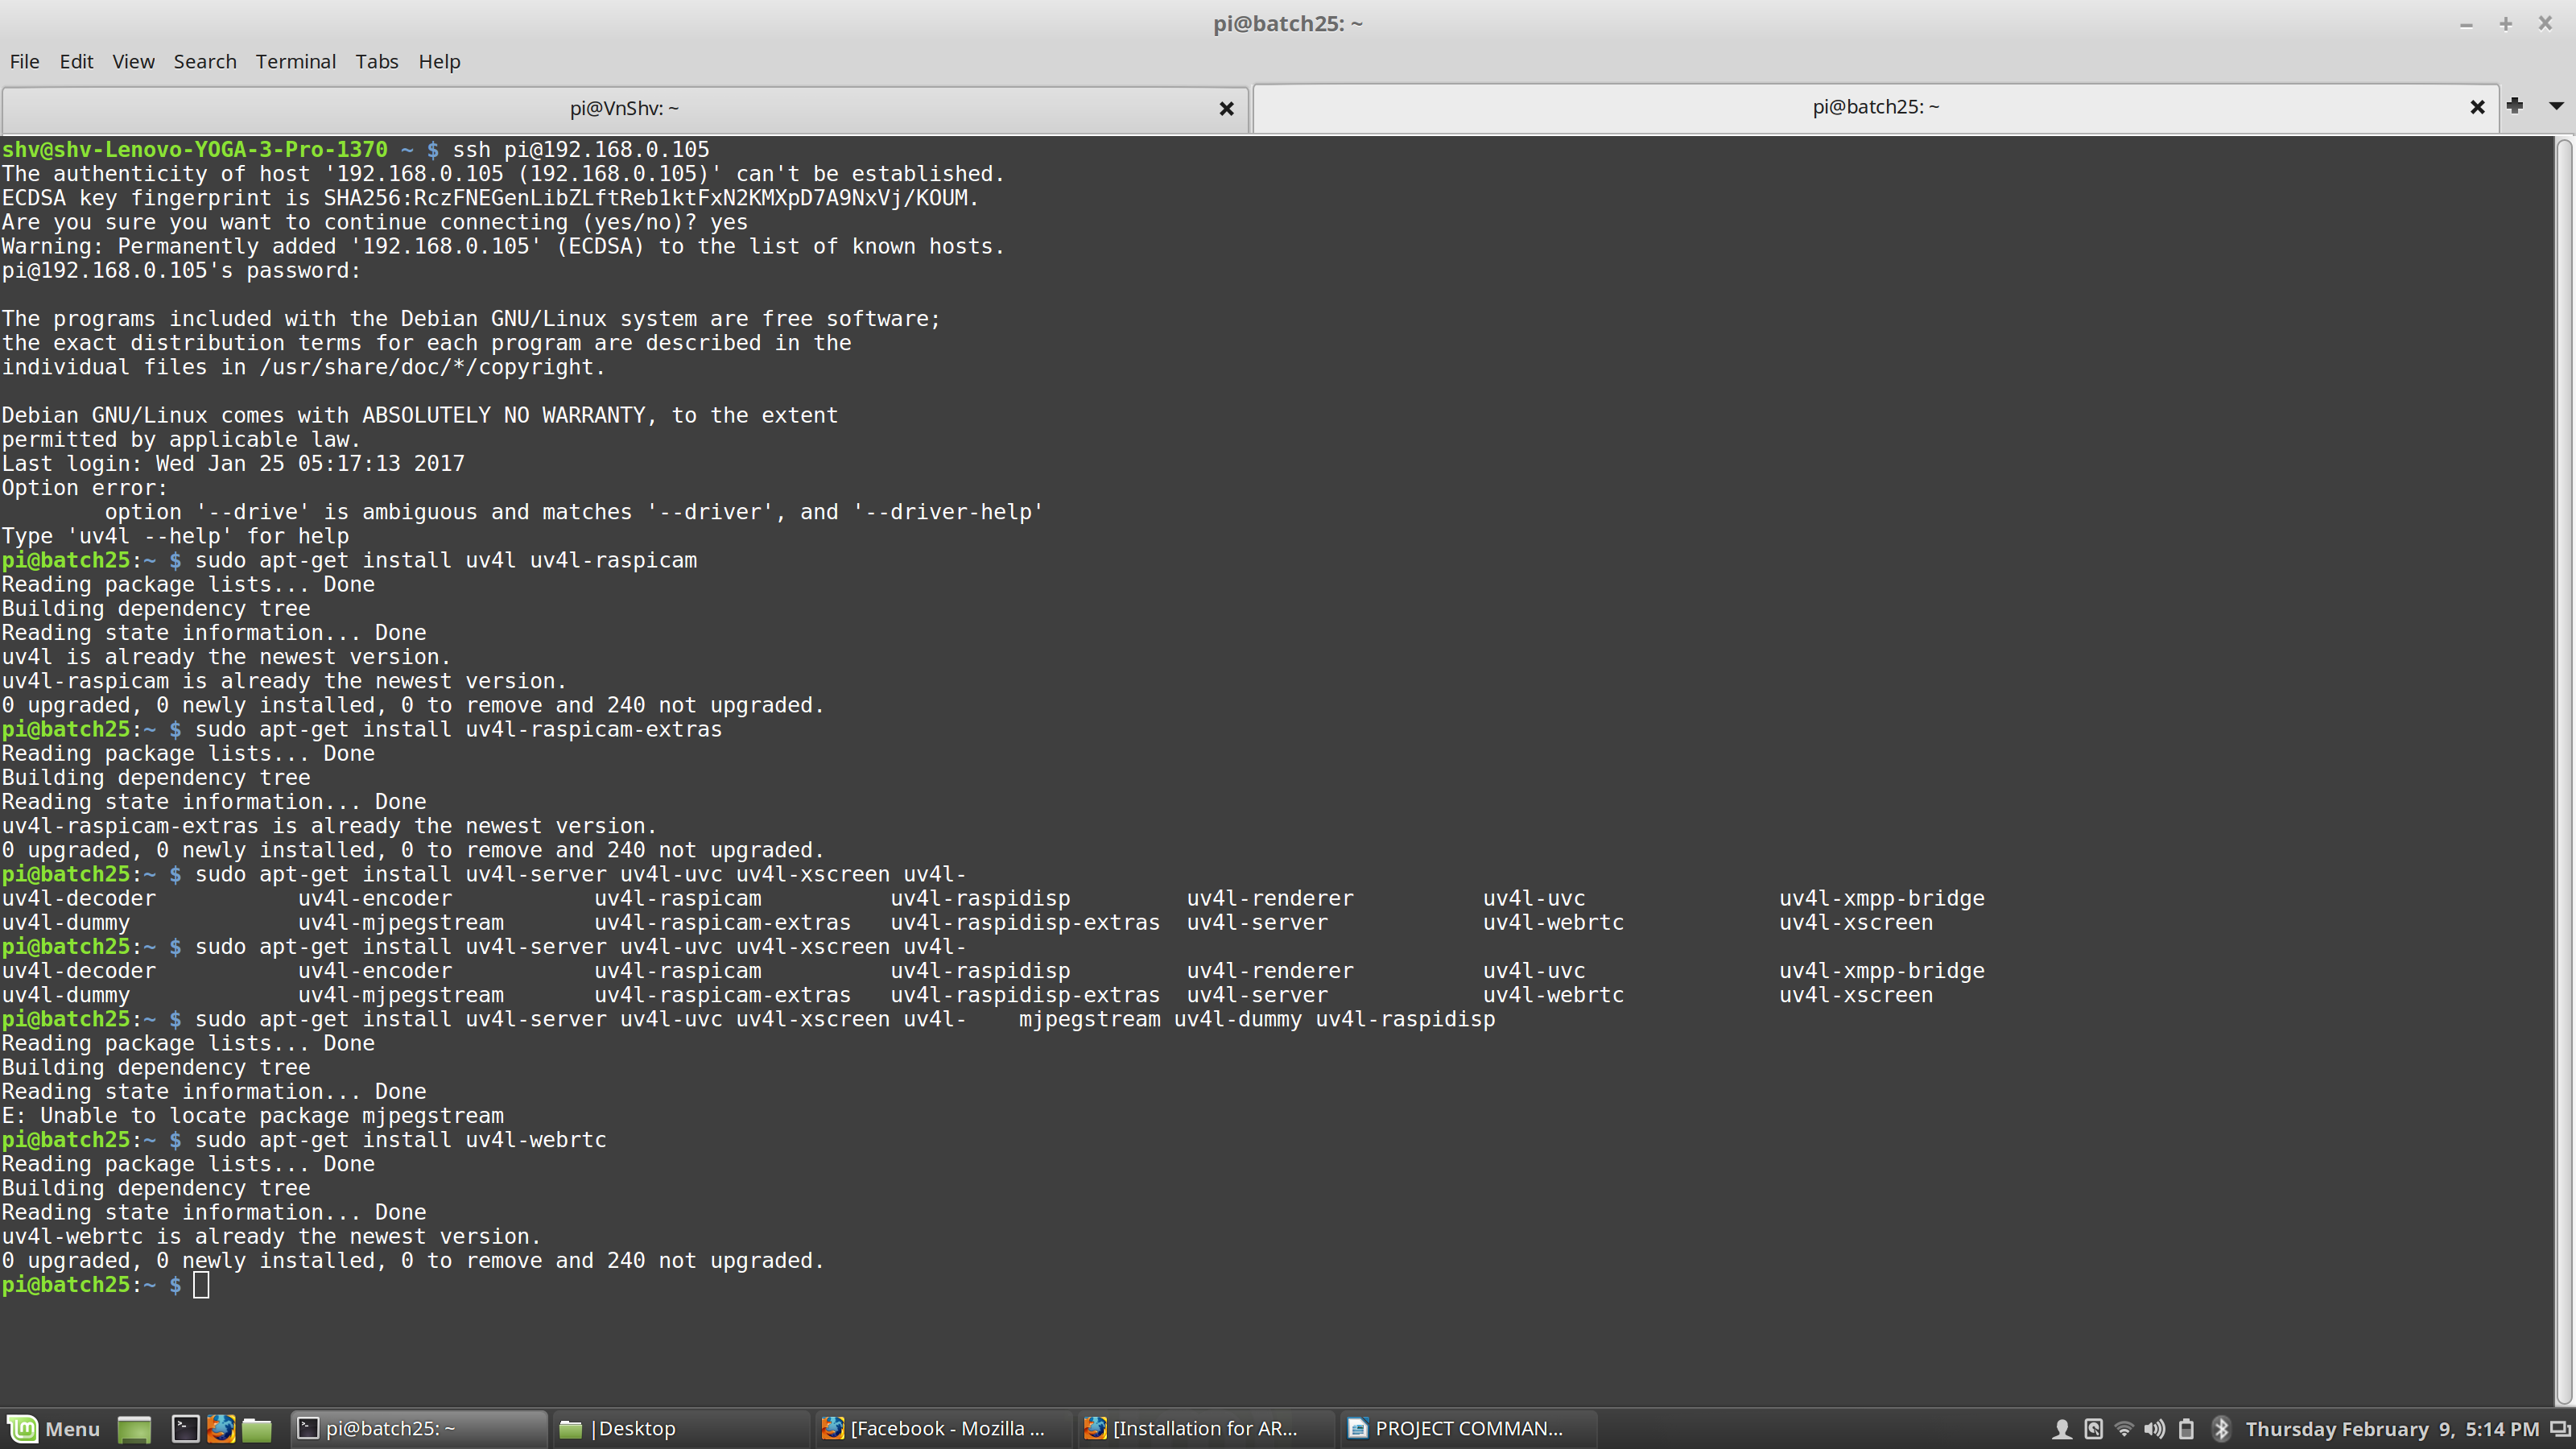 pi@batch25: ~
File Edit View Search Terminal Tabs Help
pi@VnShv: ~
pi@batch25: ~
shv@shv-Lenovo-YOGA-3-Pro-1370 ~ $ ssh pi@192.168.0.105
The authenticity of host '192.168.0.105 (192.168.0.105)' can't be established.
ECDSA key fingerprint is SHA256:RczFNEGenLibZLftReb1ktFxN2KMXpD7A9NxVj/KOUM.
Are you sure you want to continue connecting (yes/no)? yes
Warning: Permanently added '192.168.0.105' (ECDSA) to the list of known hosts.
pi@192.168.0.105's password:
The programs included with the Debian GNU/Linux system are free software;
the exact distribution terms for each program are described in the
individual files in /usr/share/doc/*/copyright.
Debian GNU/Linux comes with ABSOLUTELY NO WARRANTY, to the extent
permitted by applicable law.
Last login: Wed Jan 25 05:17:13 2017
Option error:
option '--drive' is ambiguous and matches '--driver', and '--driver-help'
Type 'uv4l --help' for help
pi@batch25:~ $ sudo apt-get install uv4l uv4l-raspicam
Reading package lists... Done
Building dependency tree
Reading state information... Done
uv4l is already the newest version.
uv4l-raspicam is already the newest version.
0 upgraded, 0 newly installed, 0 to remove and 240 not upgraded.
pi@batch25:~ $ sudo apt-get install uv4l-raspicam-extras
Reading package lists... Done
Building dependency tree
Reading state information... Done
uv4l-raspicam-extras is already the newest version.
0 upgraded, 0 newly installed, 0 to remove and 240 not upgraded.
pi@batch25:~ $ sudo apt-get install uv4l-server uv4l-uvc uv4l-xscreen uv4l-
uv4l-decoder uv4l-encoder uv4l-raspicam uv4l-raspidisp uv4l-renderer uv4l-uvc uv4l-xmpp-bridge
uv4l-dummy uv4l-mjpegstream uv4l-raspicam-extras uv4l-raspidisp-extras uv4l-server uv4l-webrtc uv4l-xscreen
pi@batch25:~ $ sudo apt-get install uv4l-server uv4l-uvc uv4l-xscreen uv4l-
uv4l-decoder uv4l-encoder uv4l-raspicam uv4l-raspidisp uv4l-renderer uv4l-uvc uv4l-xmpp-bridge
uv4l-dummy uv4l-mjpegstream uv4l-raspicam-extras uv4l-raspidisp-extras uv4l-server uv4l-webrtc uv4l-xscreen
pi@batch25:~ $ sudo apt-get install uv4l-server uv4l-uvc uv4l-xscreen uv4l- mjpegstream uv4l-dummy uv4l-raspidisp
Reading package lists... Done
Building dependency tree
Reading state information... Done
E: Unable to locate package mjpegstream
pi@batch25:~ $ sudo apt-get install uv4l-webrtc
Reading package lists... Done
Building dependency tree
Reading state information... Done
uv4l-webrtc is already the newest version.
0 upgraded, 0 newly installed, 0 to remove and 240 not upgraded.
pi@batch25:~ $
Menu pi@batch25: ~ |Desktop [Facebook - Mozilla ... [Installation for AR... PROJECT COMMAN... Thursday February 9, 5:14 PM